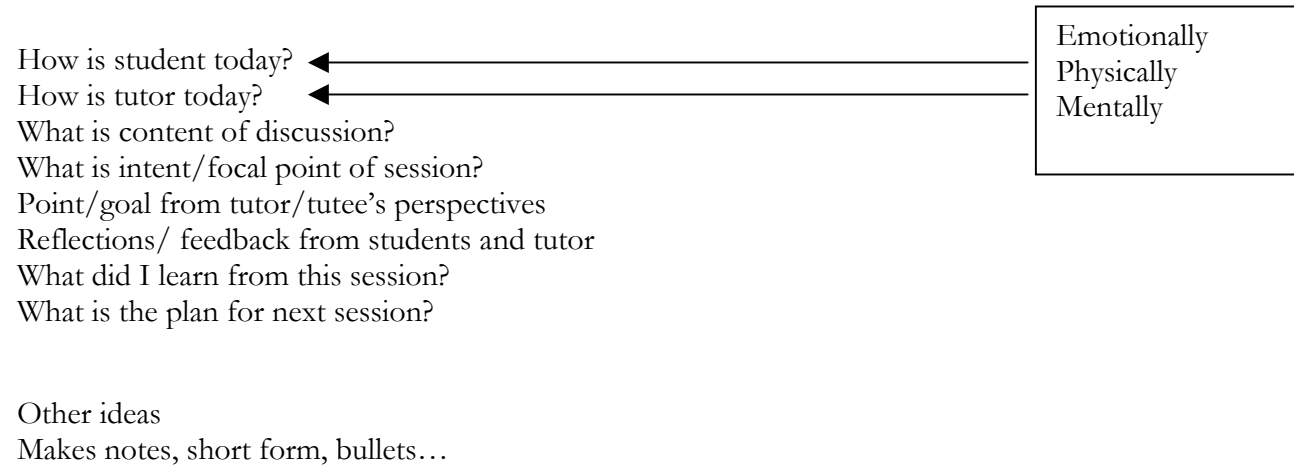 How is student today?
How is tutor today?
What is content of discussion?
What is intent/focal point of session?
Point/goal from tutor/tutee’s perspectives
Reflections/ feedback from students and tutor
What did I learn from this session?
What is the plan for next session?
Emotionally
Physically
Mentally
Other ideas
Makes notes, short form, bullets…